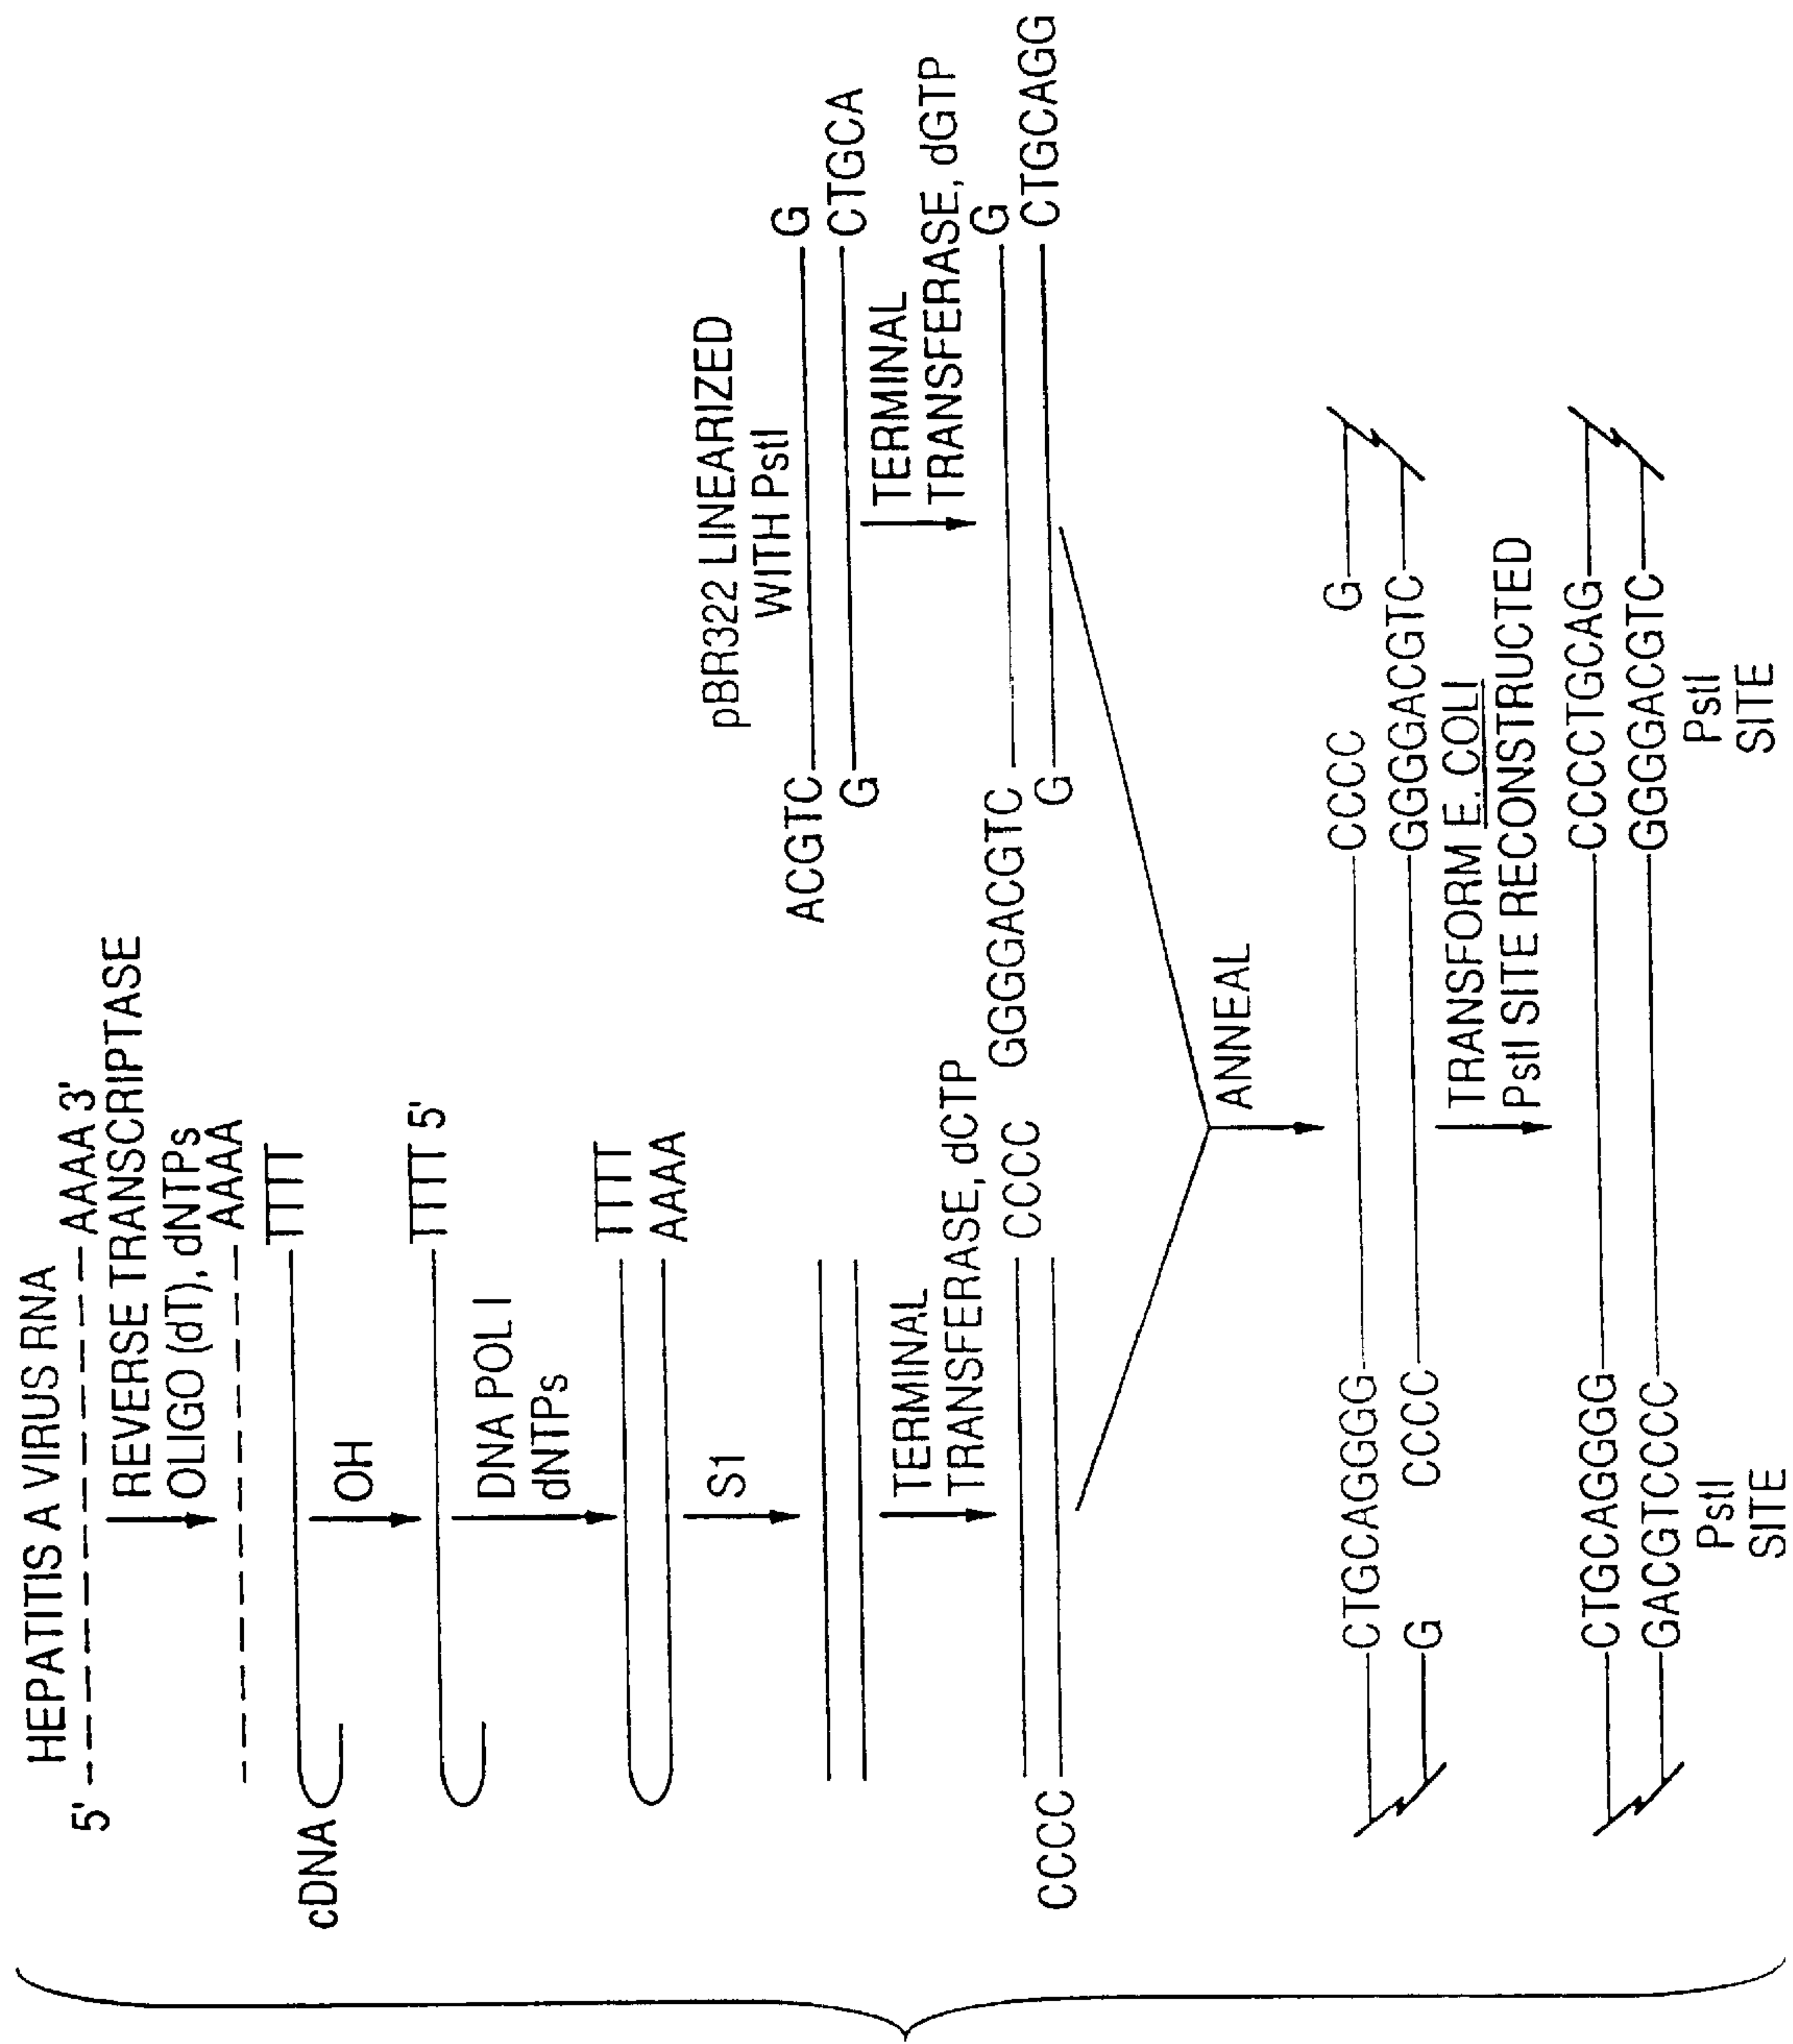 HEPATITIS A VIRUS RNA
5' AAAA 3'
REVERSE TRANSCRIPTASE
OLIGO (dT), dNTPs
AAAA
TTTT
cDNA
OH
TTTT 5'
DNA POL I
dNTPs
TTTT
AAAA
S1
TERMINAL
TRANSFERASE, dCTP
CCCC
CCCC
pBR322 LINEARIZED
WITH PstI
ACGTC G
G CTGCA
TERMINAL
TRANSFERASE, dGTP
GGGGACGTC G
G CTGCAGG
ANNEAL
CTGCAGGGG CCCC G
G CCCC GGGGACGTC
TRANSFORM E. COLI
PstI SITE RECONSTRUCTED
CTGCAGGGG CCCCTGCAG
GACGTCCCC GGGGACGTC
PstI PstI
SITE SITE